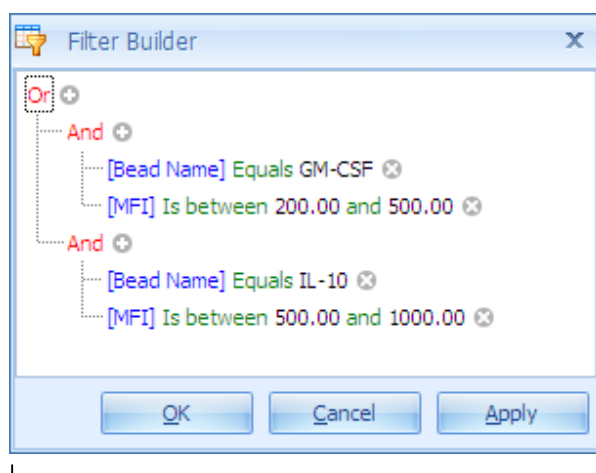 Filter Builder
Or
And
[Bead Name] Equals GM-CSF
[MFI] Is between 200.00 and 500.00
And
[Bead Name] Equals IL-10
[MFI] Is between 500.00 and 1000.00
OK Cancel Apply